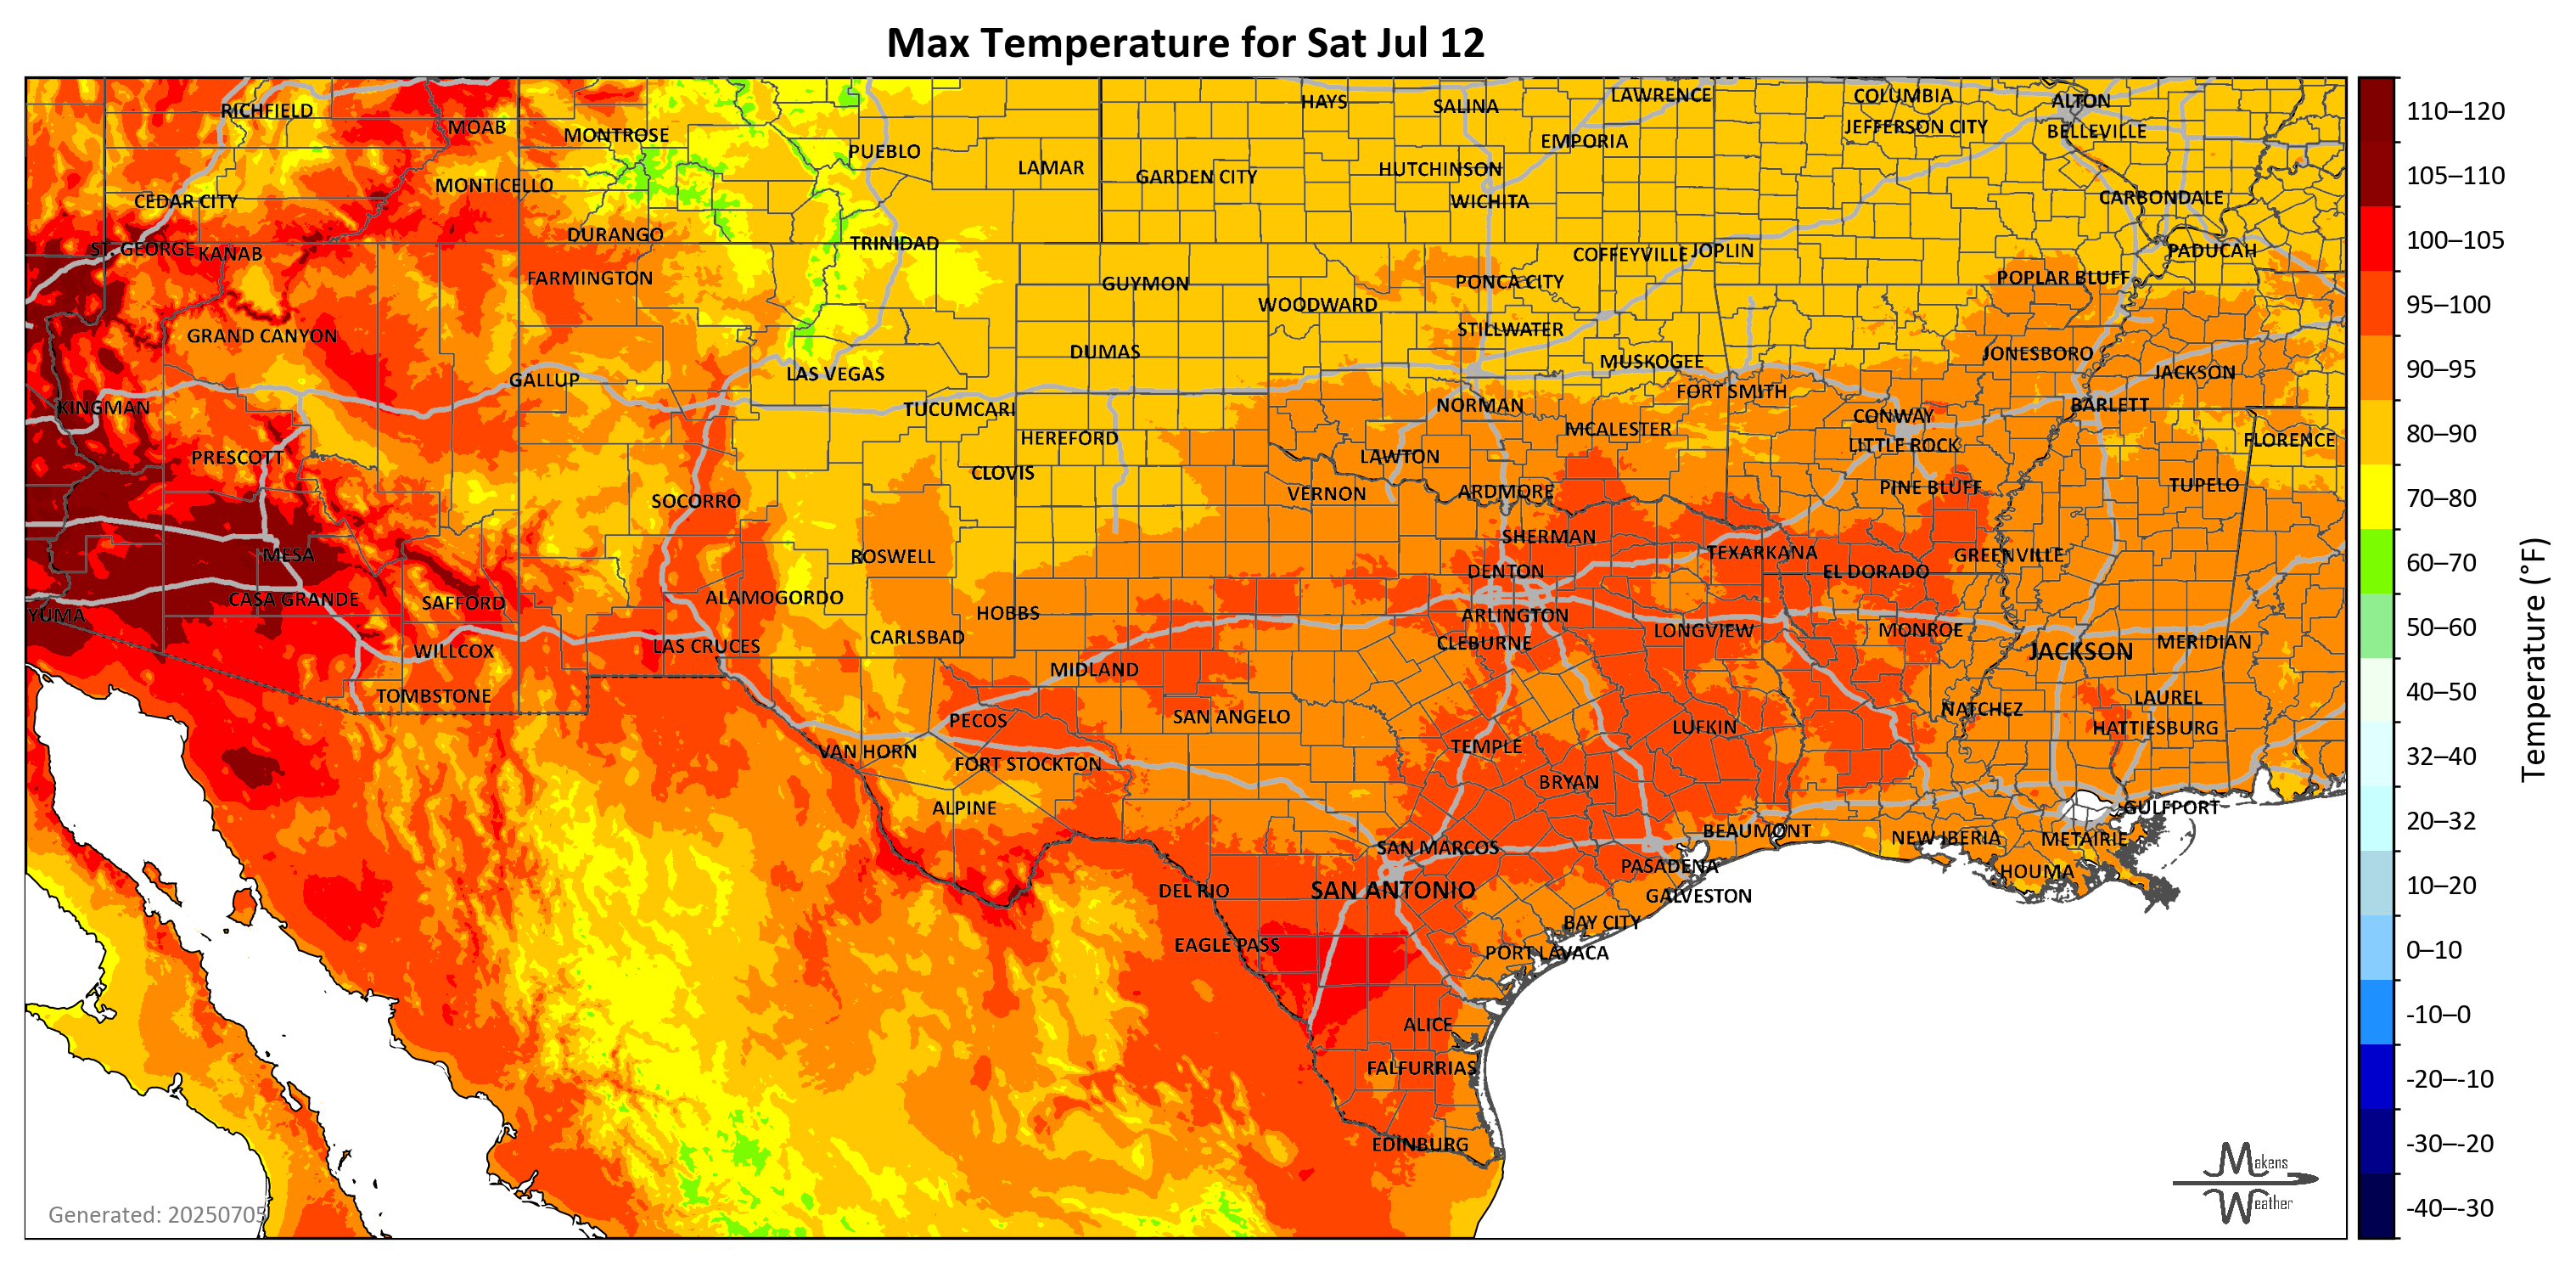 Max Temperature for Sat Jul 12
RICHFIELD
MOAB
MONTROSE
PUEBLO
LAMAR
HAYS
SALINA
LAWRENCE
COLUMBIA
ALTON
JEFFERSON CITY
BELLEVILLE
EMPORIA
GARDEN CITY
HUTCHINSON
MONTICELLO
CEDAR CITY
WICHITA
CARBONDALE
DURANGO
TRINIDAD
ST. GEORGE
KANAB
COFFEYVILLE
JOPLIN
PADUCAH
FARMINGTON
GUYMON
PONCA CITY
POPLAR BLUFF
WOODWARD
GRAND CANYON
STILLWATER
DUMAS
MUSKOGEE
JONESBORO
GALLUP
LAS VEGAS
FORT SMITH
JACKSON
KINGMAN
TUCUMCARI
NORMAN
CONWAY
BARLETT
HEREFORD
MCALESTER
LITTLE ROCK
FLORENCE
PRESCOTT
CLOVIS
LAWTON
SOCORRO
VERNON
ARDMORE
PINE BLUFF
TUPELO
MESA
ROSWELL
SHERMAN
TEXARKANA
GREENVILLE
DENTON
EL DORADO
CASA GRANDE
SAFFORD
ALAMOGORDO
HOBBS
ARLINGTON
YUMA
CARLSBAD
CLEBURNE
LONGVIEW
MONROE
WILLCOX
LAS CRUCES
MIDLAND
JACKSON
MERIDIAN
TOMBSTONE
PECOS
SAN ANGELO
LUFKIN
NATCHEZ
LAUREL
HATTIESBURG
VAN HORN
FORT STOCKTON
TEMPLE
BRYAN
ALPINE
GULFPORT
SAN MARCOS
BEAUMONT
NEW IBERIA
METAIRIE
PASADENA
HOUMA
DEL RIO
SAN ANTONIO
GALVESTON
EAGLE PASS
BAY CITY
PORT LAVACA
ALICE
FALFURRIAS
EDINBURG
Generated: 20250705
Makens
Weather
110–120
105–110
100–105
95–100
90–95
80–90
70–80
60–70
50–60
40–50
32–40
20–32
10–20
0–10
-10–0
-20–-10
-30–-20
-40–-30
Temperature (°F)